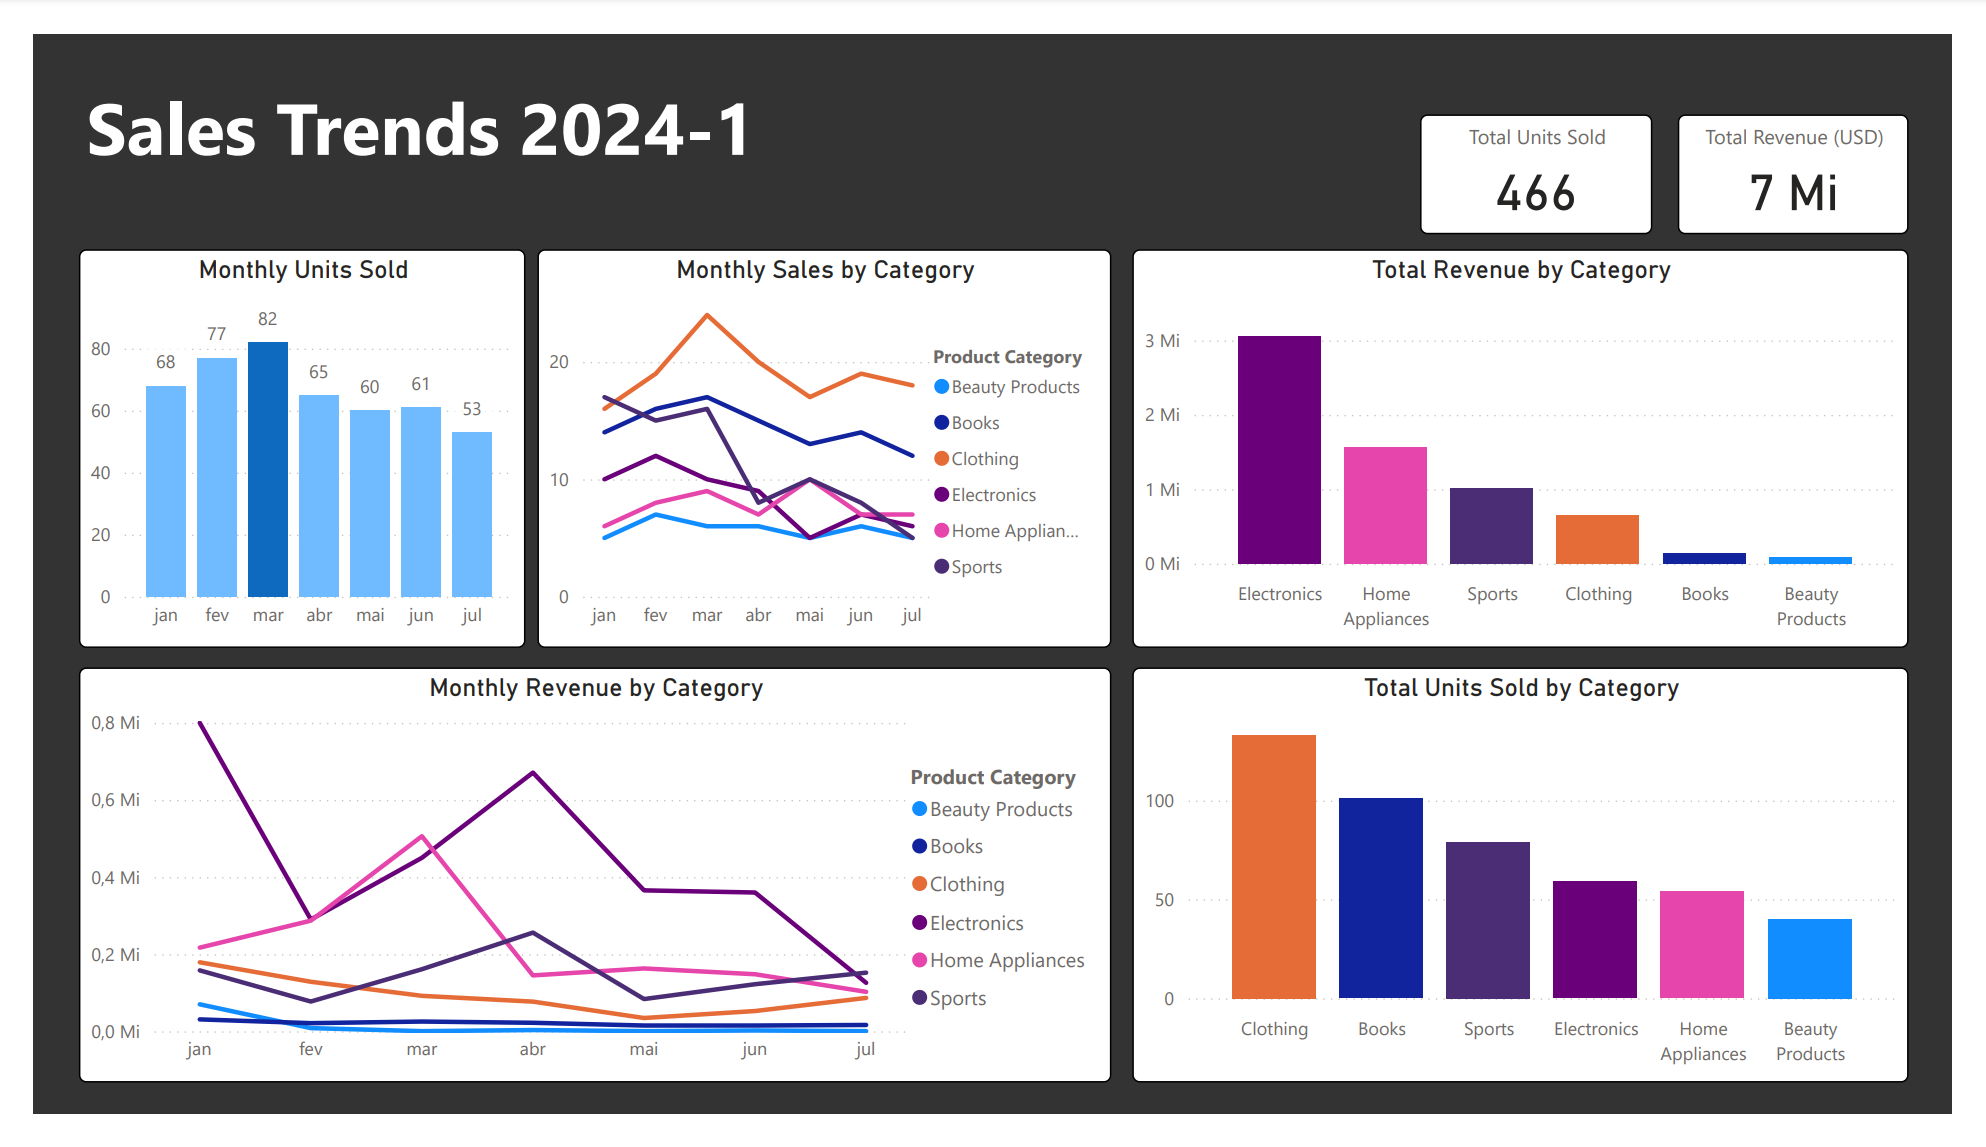 Sales Trends 2024-1
Total Units Sold
466
Total Revenue (USD)
7 Mi
Monthly Units Sold
80
60
40
20
0
68
77
82
65
60
61
53
jan
fev
mar
abr
mai
jun
jul
Monthly Sales by Category
20
10
0
jan
fev
mar
abr
mai
jun
jul
Product Category
Beauty Products
Books
Clothing
Electronics
Home Applian...
Sports
Total Revenue by Category
3 Mi
2 Mi
1 Mi
0 Mi
Electronics
Home
Appliances
Sports
Clothing
Books
Beauty
Products
Monthly Revenue by Category
0,8 Mi
0,6 Mi
0,4 Mi
0,2 Mi
0,0 Mi
jan
fev
mar
abr
mai
jun
jul
Product Category
Beauty Products
Books
Clothing
Electronics
Home Appliances
Sports
Total Units Sold by Category
100
50
0
Clothing
Books
Sports
Electronics
Home
Appliances
Beauty
Products